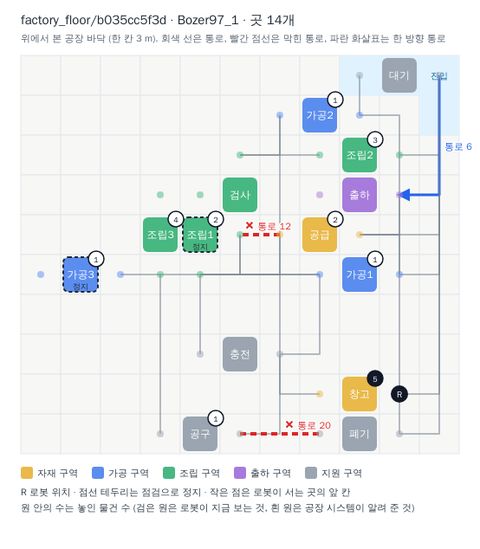 factory_floor/b035cc5f3d · Bozer97_1 · 곳 14개
위에서 본 공장 바닥 (한 칸 3 m). 회색 선은 통로, 빨간 점선은 막힌 통로, 파란 화살표는 한 방향 통로
대기
전입
가공2
1
조립2
3
통로 6
검사
출하
조립3
4
조립1
2
정지
✖ 통로 12
공급
2
가공3
1
정지
가공1
1
충전
창고
5
R
공구
1
✖ 통로 20
폐기
자재 구역
가공 구역
조립 구역
출하 구역
지원 구역
R 로봇 위치 · 점선 테두리는 점검으로 정지 · 작은 점은 로봇이 서는 곳의 앞 칸
원 안의 수는 놓인 물건 수 (검은 원은 로봇이 지금 보는 것, 흰 원은 공장 시스템이 알려 준 것)